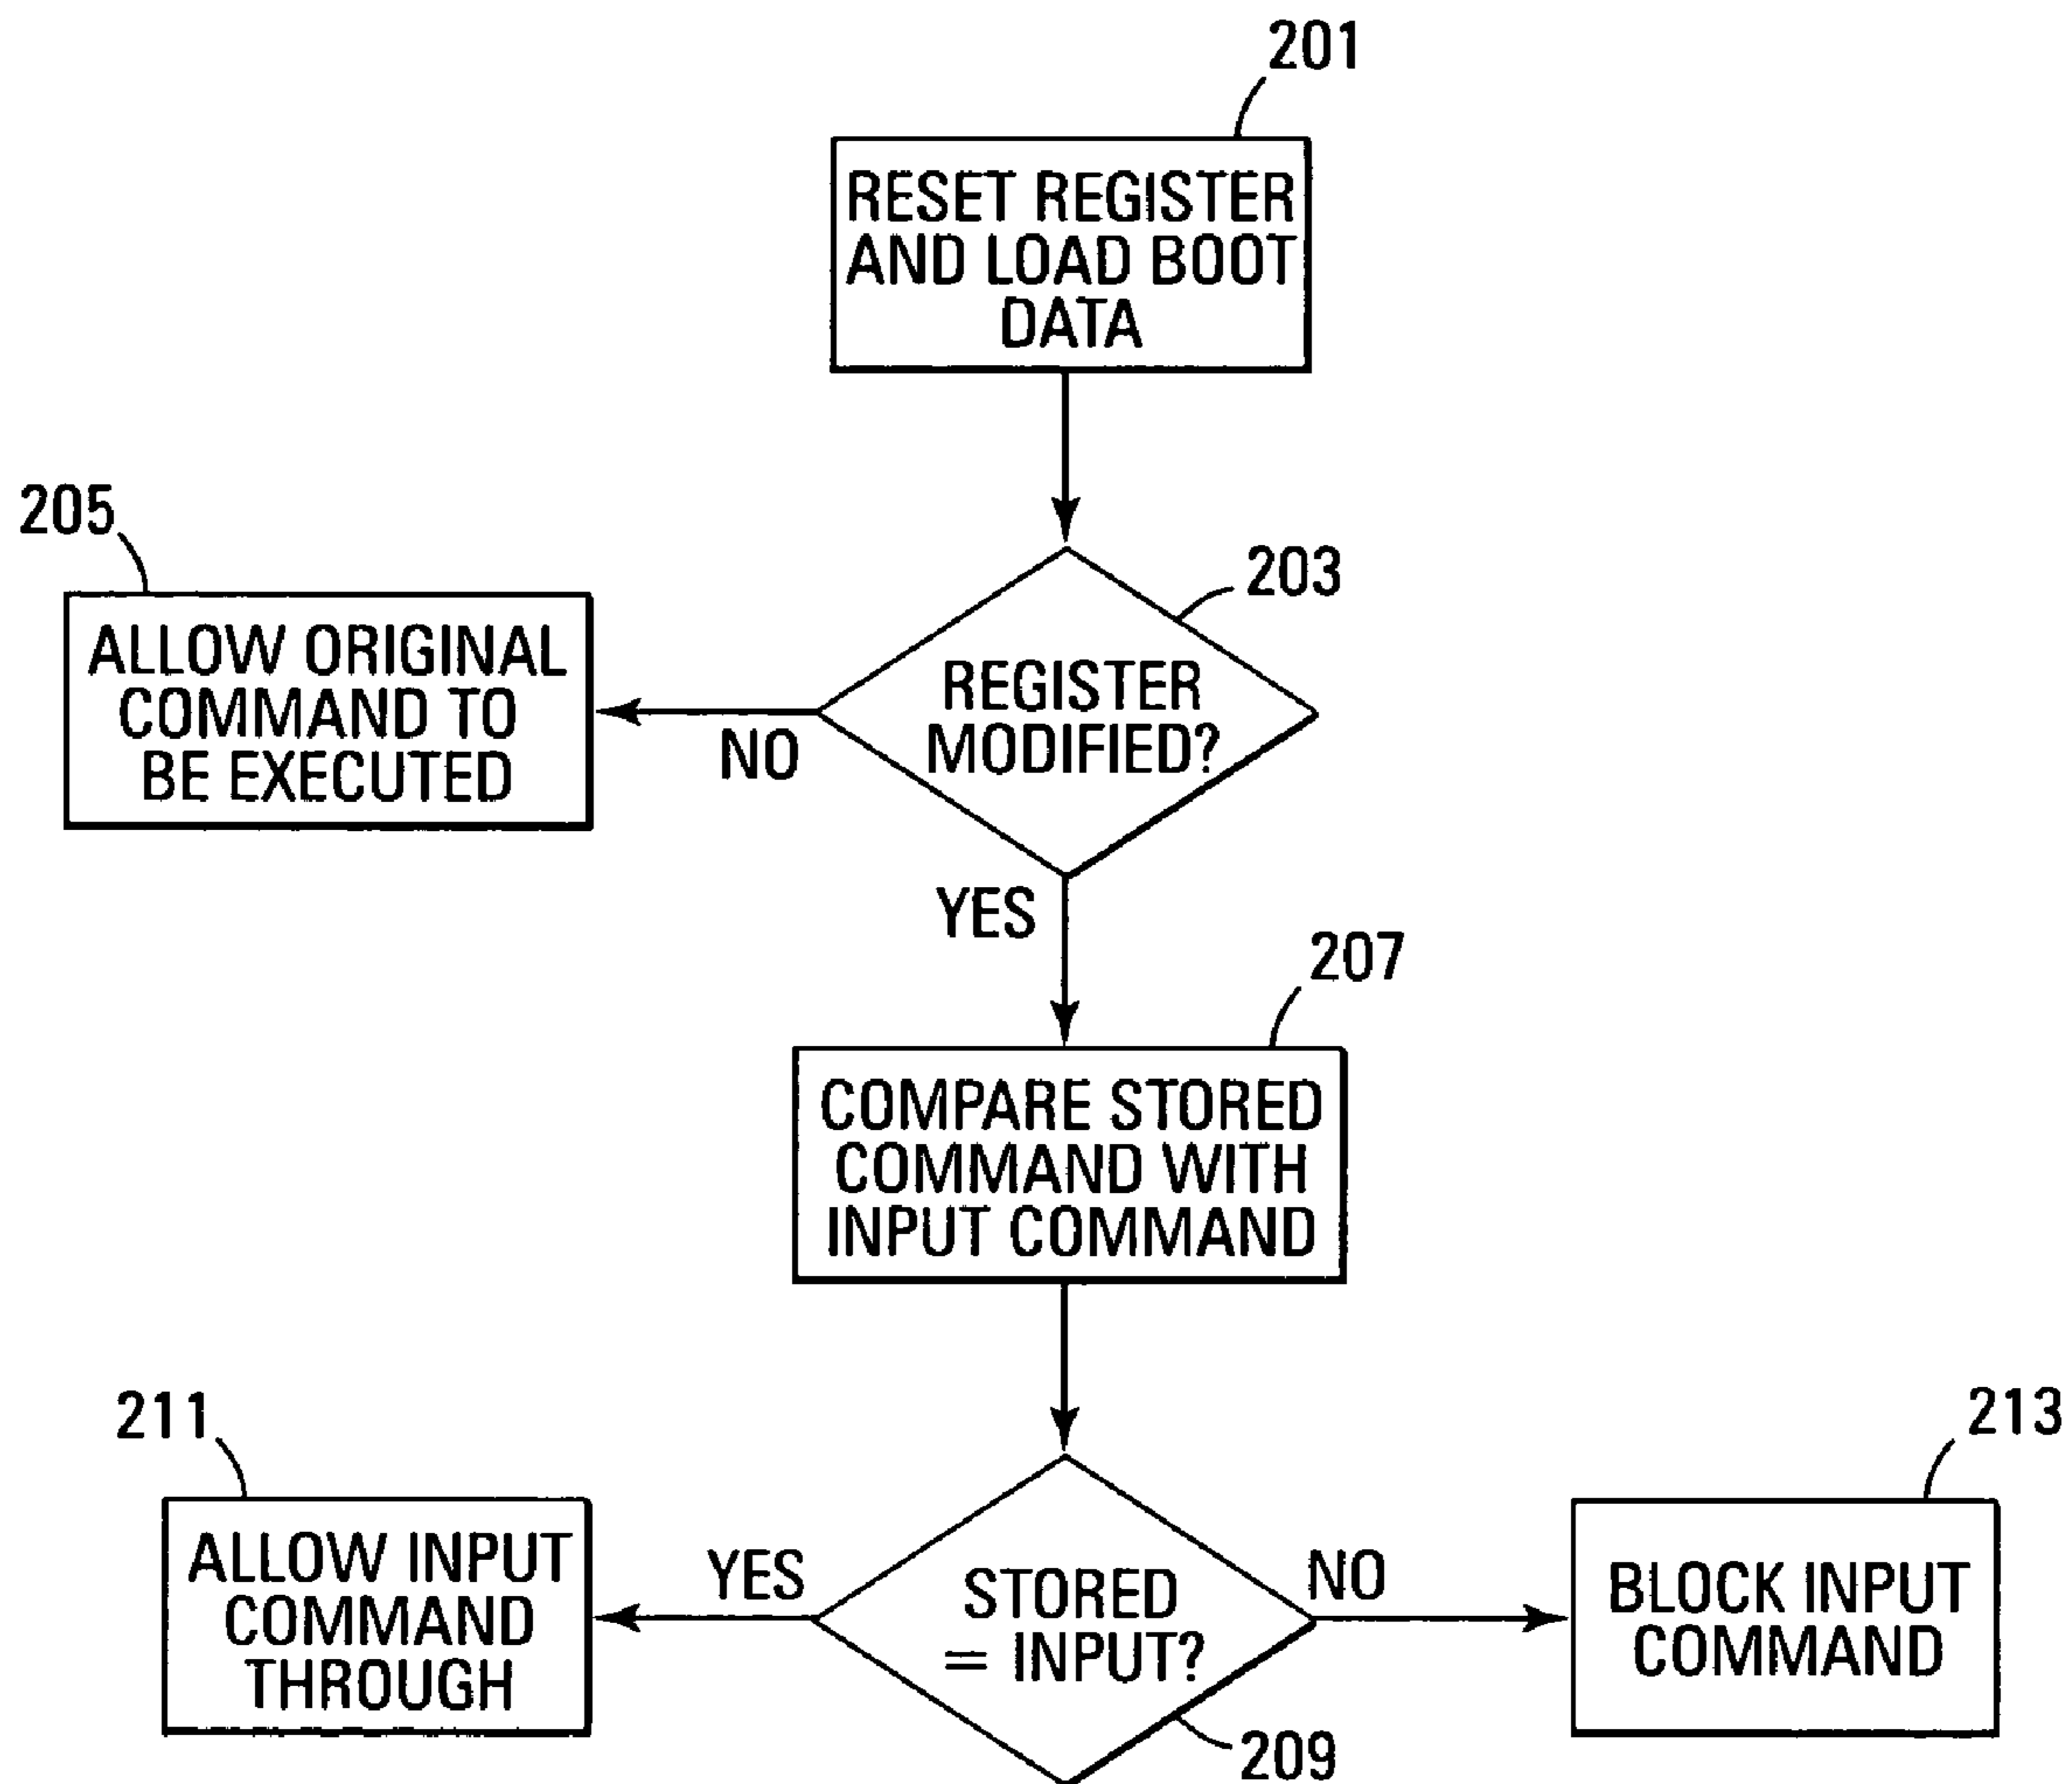 201
RESET REGISTER
AND LOAD BOOT
DATA
205
203
ALLOW ORIGINAL
COMMAND TO
BE EXECUTED
REGISTER
MODIFIED?
NO
YES
207
COMPARE STORED
COMMAND WITH
INPUT COMMAND
211
213
ALLOW INPUT
COMMAND
THROUGH
YES
STORED
= INPUT?
NO
BLOCK INPUT
COMMAND
209